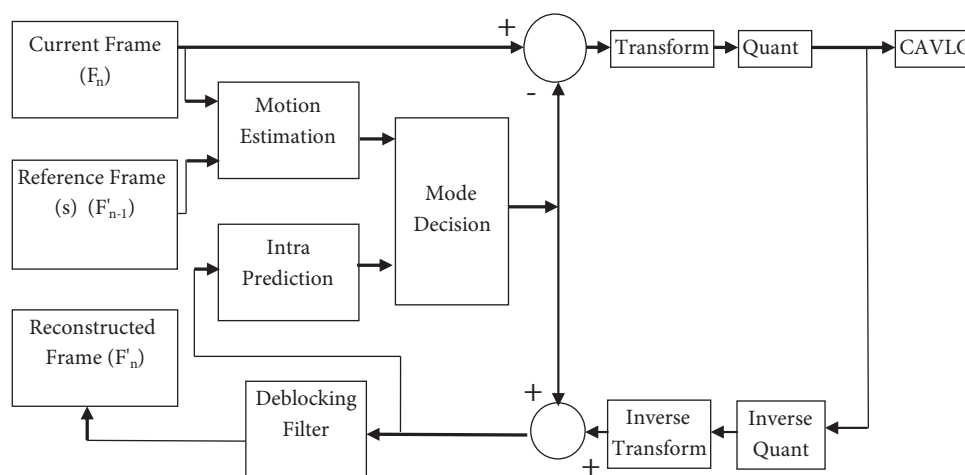 Current Frame
(Fn)
+
Transform
Quant
CAVLC
-
Motion
Estimation
Reference Frame
(s) (F'n-1)
Mode
Decision
Intra
Prediction
Reconstructed
Frame (F'n)
Deblocking
Filter
+
+
Inverse
Transform
Inverse
Quant